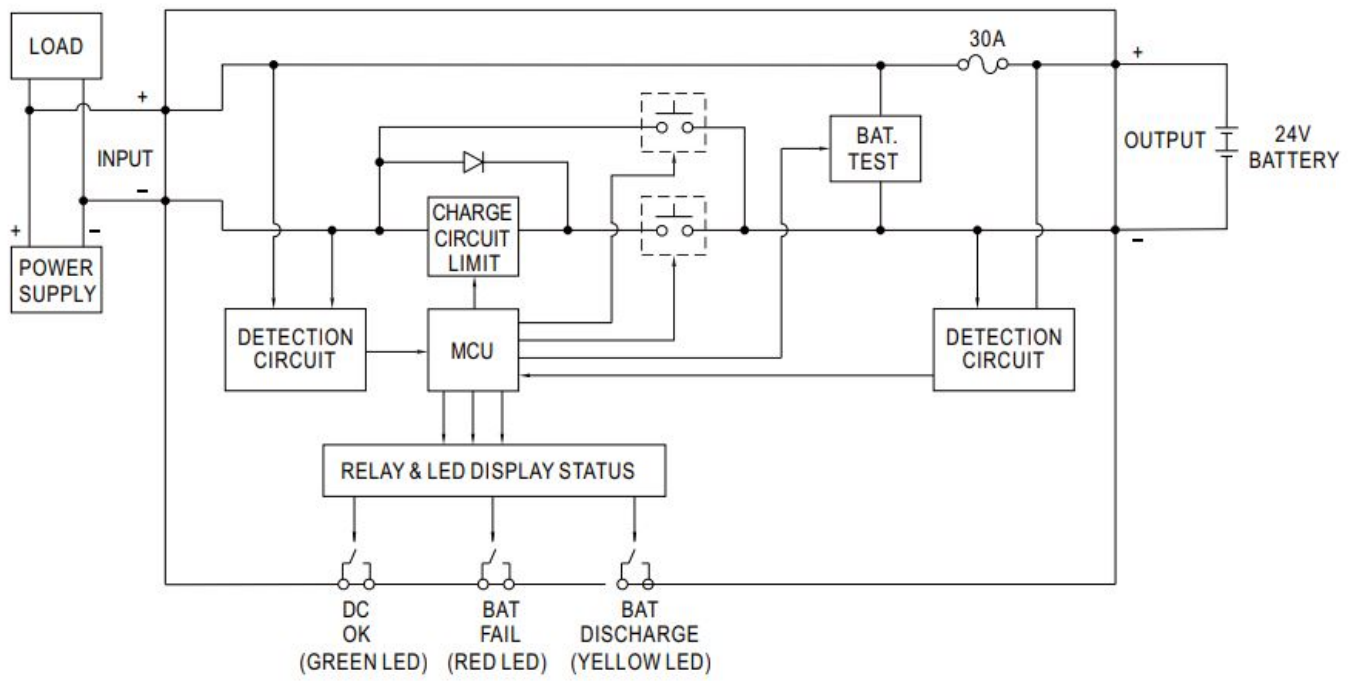 LOAD
30A
+
+
INPUT
BAT.
TEST
OUTPUT
24V
BATTERY
-
CHARGE
CIRCUIT
LIMIT
+
-
-
POWER
SUPPLY
DETECTION
CIRCUIT
MCU
DETECTION
CIRCUIT
RELAY & LED DISPLAY STATUS
DC
OK
(GREEN LED)
BAT
FAIL
(RED LED)
BAT
DISCHARGE
(YELLOW LED)